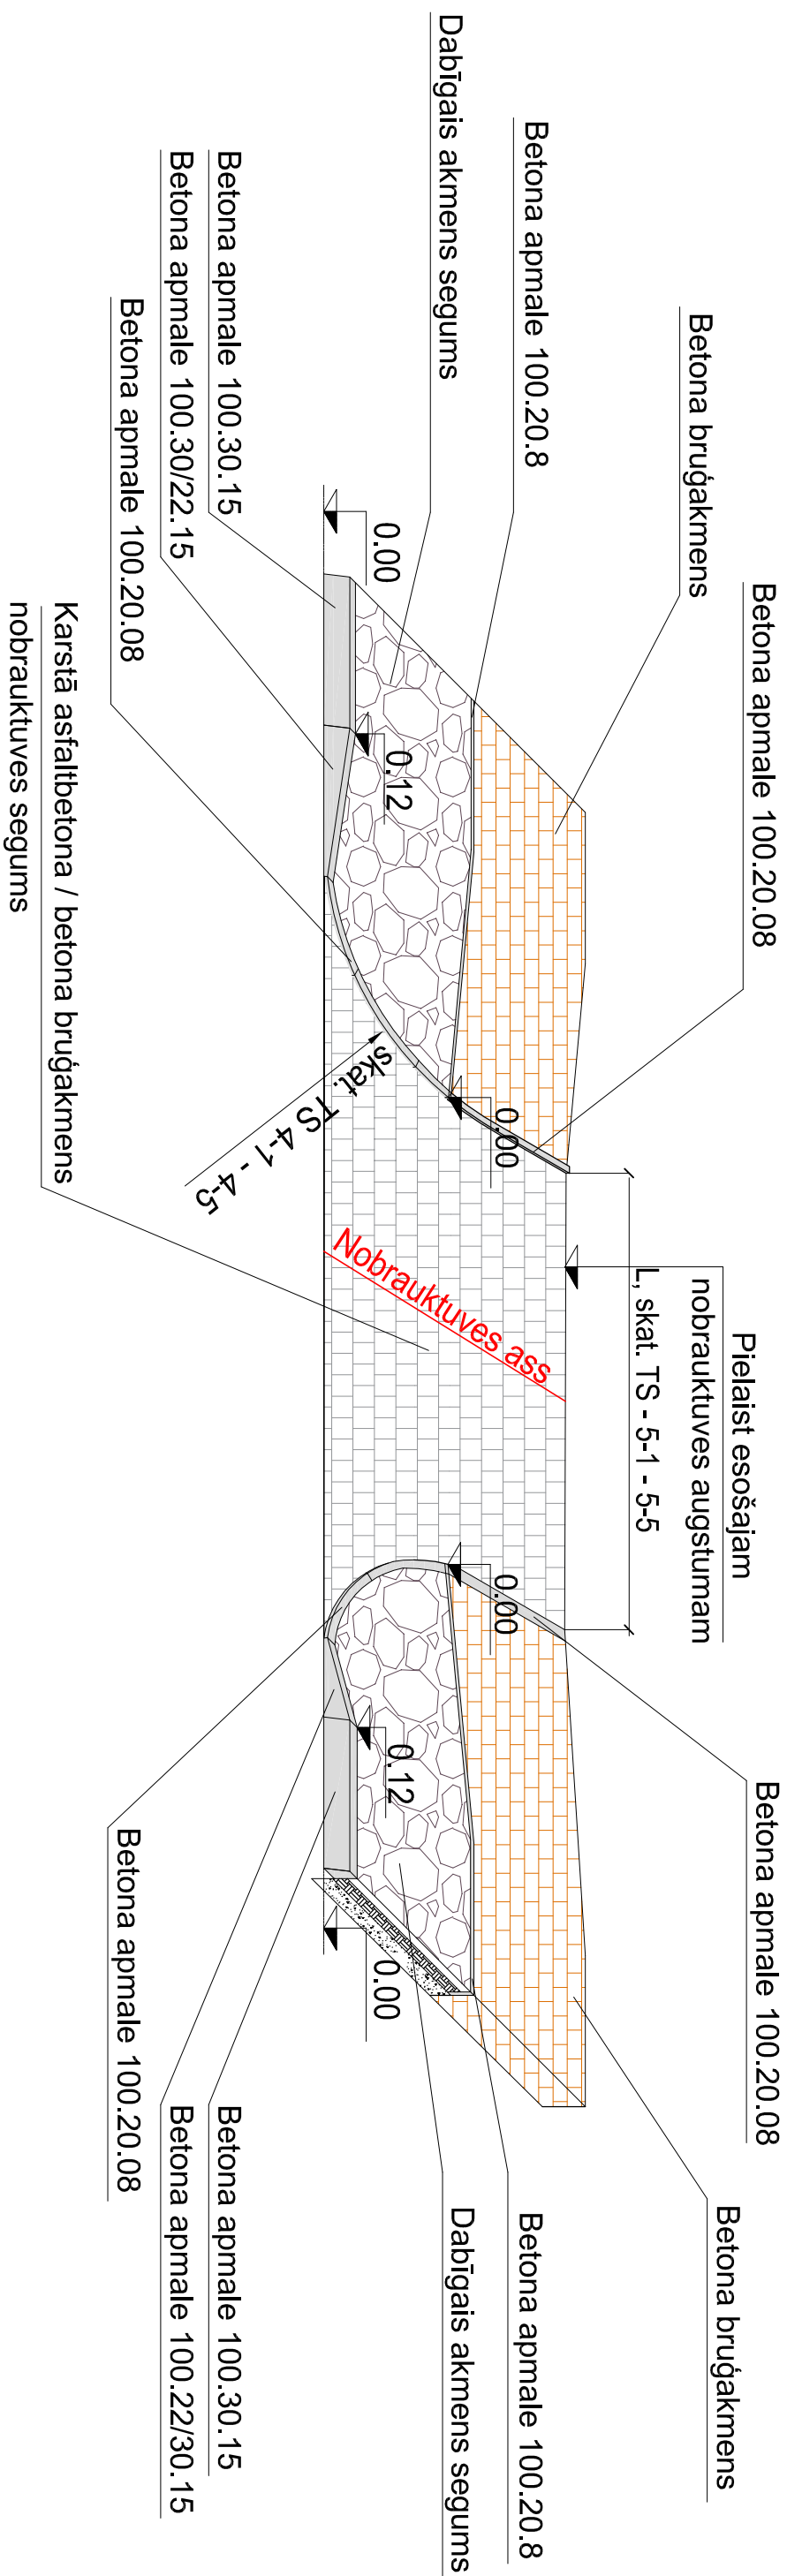 Dabīgais akmens segums
Betona apmale 100.20.8
Betona bruģakmens
Betona apmale 100.20.08
Betona apmale 100.30.15
Betona apmale 100.30/22.15
Betona apmale 100.20.08
Karstā asfaltbetona / betona bruģakmens
nobrauktuves segums
0.00
0.12
0.00
skat. TS 4-1 - 4-5
Nobrauktuves ass
Pielaist esošajam
nobrauktuves augstumam
L, skat. TS - 5-1 - 5-5
0.00
0.12
0.00
Betona apmale 100.20.08
Betona bruģakmens
Betona apmale 100.20.8
Dabīgais akmens segums
Betona apmale 100.30.15
Betona apmale 100.22/30.15
Betona apmale 100.20.08